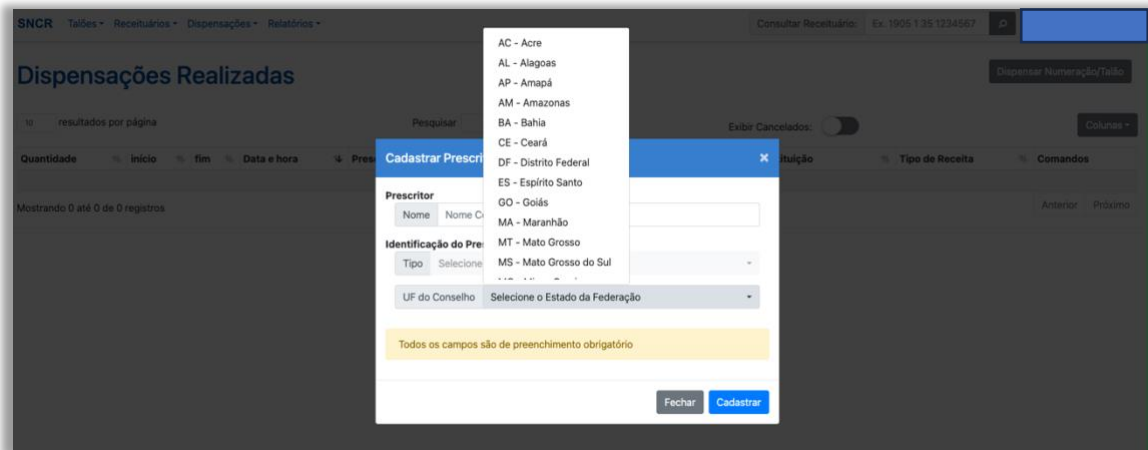 SNCR Talões Receituários Dispensações Relatórios Consultar Receituário: Ex. 1905 1 35 1234567
Dispensações Realizadas
Dispensar Numeração/Talão
10 resultados por página Pesquisar Exibir Cancelados: Colunas
Quantidade início fim Data e hora Tipo de Receita Comandos
Mostrando 0 até 0 de 0 registros Anterior Próximo
Cadastrar ×
Prescritor
Nome Nome
Identificação do
Tipo Selecione
UF do Conselho Selecione o Estado da Federação
AC - Acre
AL - Alagoas
AP - Amapá
AM - Amazonas
BA - Bahia
CE - Ceará
DF - Distrito Federal
ES - Espírito Santo
GO - Goiás
MA - Maranhão
MT - Mato Grosso
MS - Mato Grosso do Sul
Todos os campos são de preenchimento obrigatório
Fechar Cadastrar